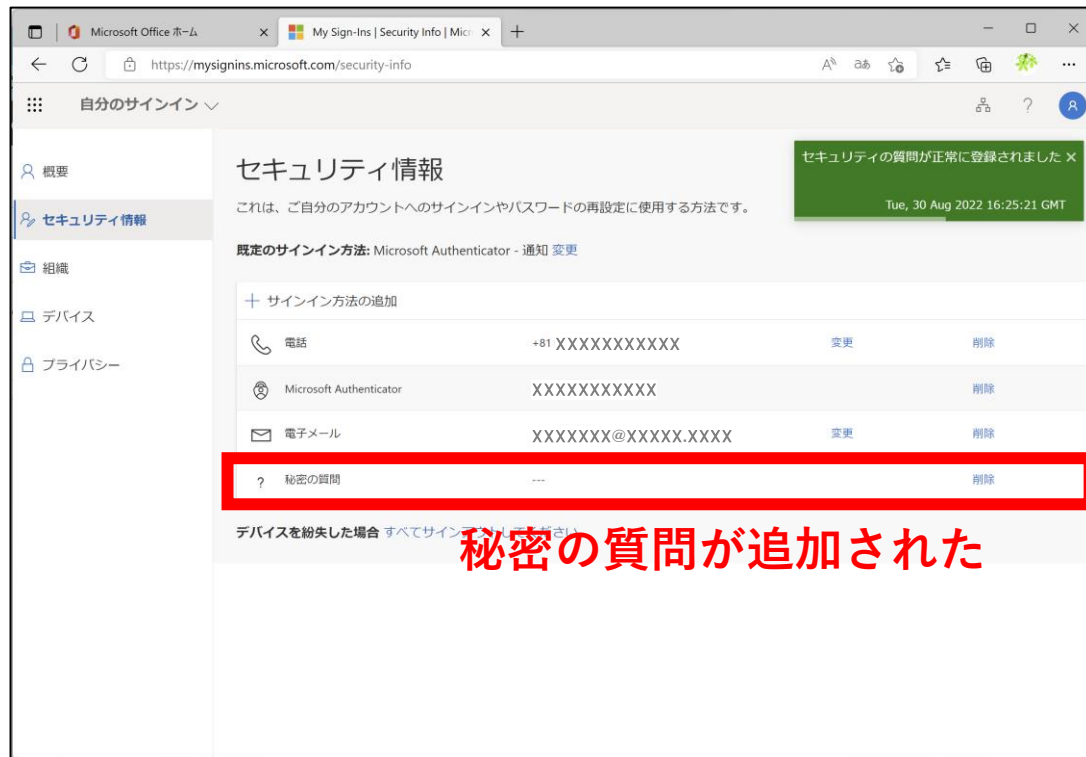 Microsoft Office ホーム
My Sign-Ins | Security Info | Micr
https://mysignins.microsoft.com/security-info
自分のサインイン
概要
セキュリティ情報
組織
デバイス
プライバシー
セキュリティ情報
これは、ご自分のアカウントへのサインインやパスワードの再設定に使用する方法です。
セキュリティの質問が正常に登録されました
Tue, 30 Aug 2022 16:25:21 GMT
既定のサインイン方法: Microsoft Authenticator - 通知 変更
+ サインイン方法の追加
電話 +81 XXXXXXXXXXX 変更 削除
Microsoft Authenticator XXXXXXXXXXX 削除
電子メール XXXXXXX@XXXXX.XXXX 変更 削除
? 秘密の質問 --- 削除
デバイスを紛失した場合 すべてサインアウトしてください
秘密の質問が追加された